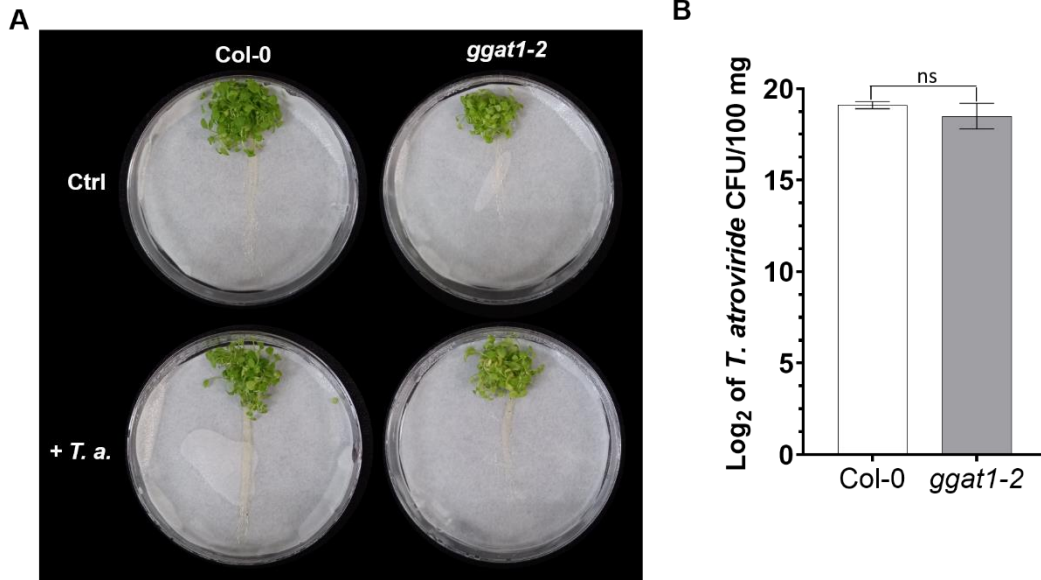 A
Col-0
ggat1-2
Ctrl
+ T. a.
B
Log₂ of T. atroviride CFU/100 mg
20
15
10
5
0
ns
Col-0
ggat1-2